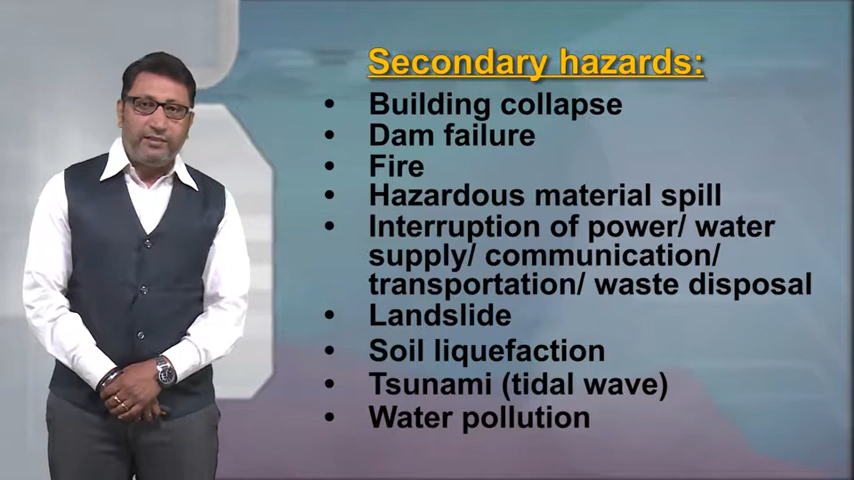 Secondary hazards:
• Building collapse
• Dam failure
• Fire
• Hazardous material spill
• Interruption of power/ water
supply/ communication/
transportation/ waste disposal
• Landslide
• Soil liquefaction
• Tsunami (tidal wave)
• Water pollution